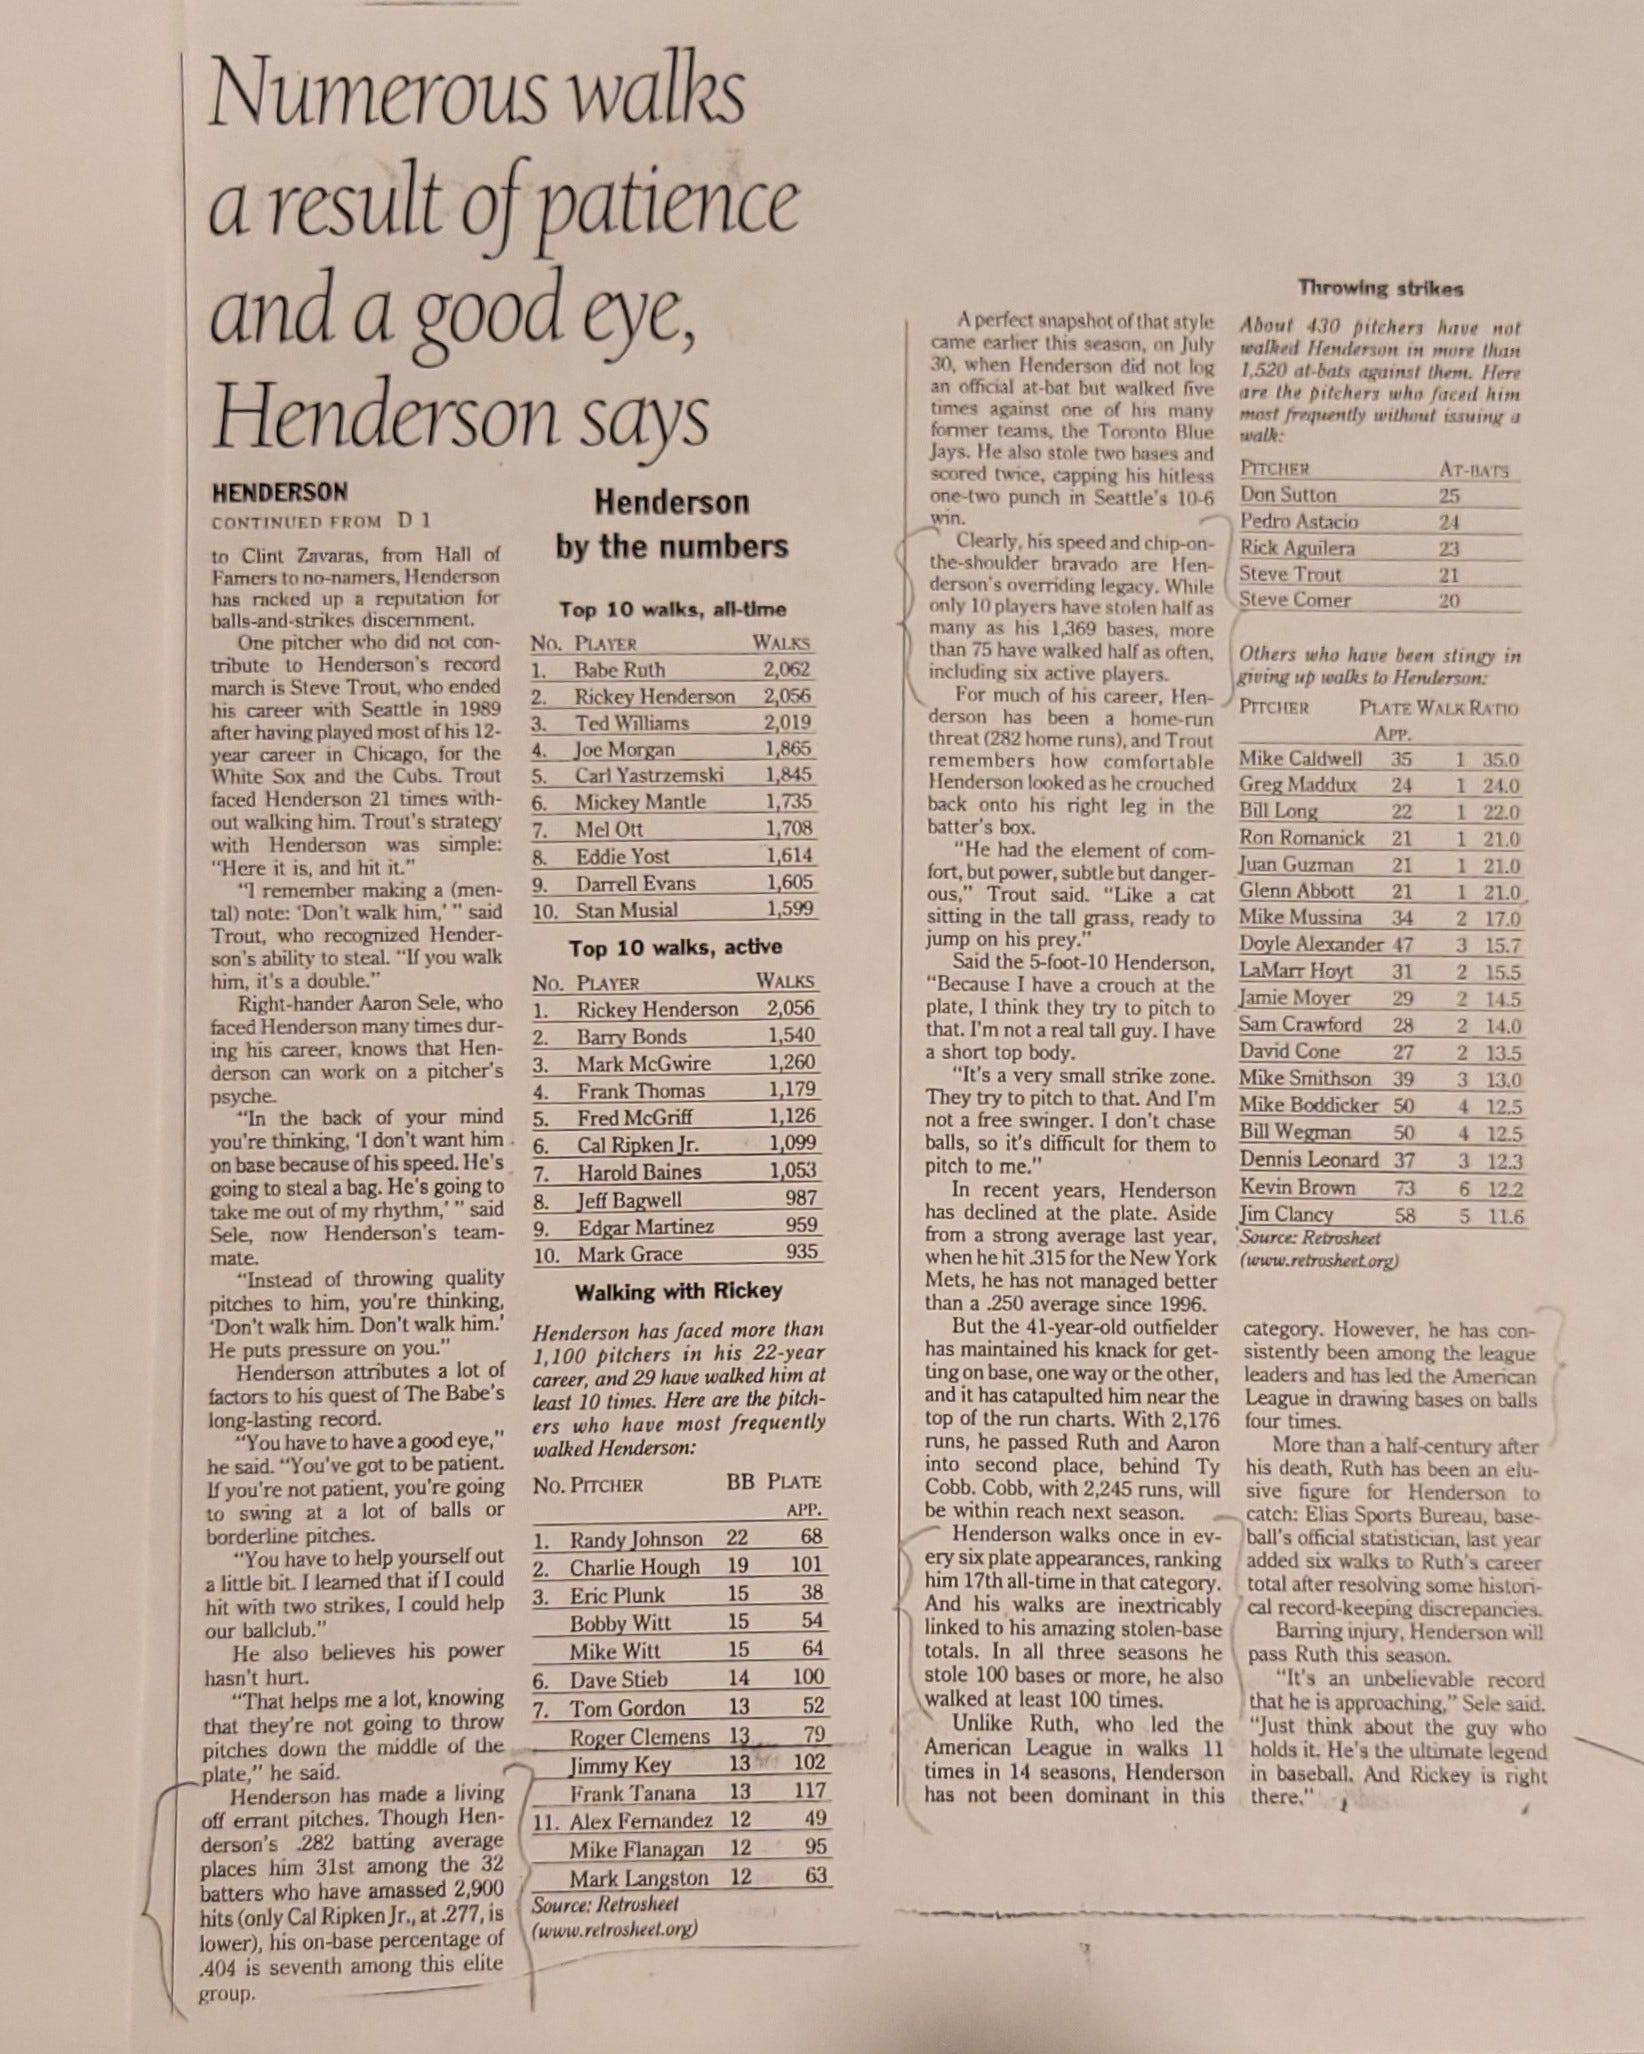 Numerous walks
a result of patience
and a good eye,
Henderson says
HENDERSON
CONTINUED FROM D 1
to Clint Zavaras, from Hall of
Famers to no-namers, Henderson
has racked up a reputation for
balls-and-strikes discernment.
One pitcher who did not con-
tribute to Henderson's record
march is Steve Trout, who ended
his career with Seattle in 1989
after having played most of his 12-
year career in Chicago, for the
White Sox and the Cubs. Trout
faced Henderson 21 times with-
out walking him. Trout's strategy
with Henderson was simple:
"Here it is, and hit it."
"I remember making a (men-
tal) note: 'Don't walk him,' " said
Trout, who recognized Hender-
son's ability to steal. "If you walk
him, it's a double."
Right-hander Aaron Sele, who
faced Henderson many times dur-
ing his career, knows that Hen-
derson can work on a pitcher's
psyche.
"In the back of your mind
you're thinking, 'I don't want him
on base because of his speed. He's
going to steal a bag. He's going to
take me out of my rhythm,' " said
Sele, now Henderson's team-
mate.
"Instead of throwing quality
pitches to him, you're thinking,
'Don't walk him. Don't walk him.'
He puts pressure on you."
Henderson attributes a lot of
factors to his quest of The Babe's
long-lasting record.
"You have to have a good eye,"
he said. "You've got to be patient.
If you're not patient, you're going
to swing at a lot of balls or
borderline pitches.
"You have to help yourself out
a little bit. I learned that if I could
hit with two strikes, I could help
our ballclub."
He also believes his power
hasn't hurt.
"That helps me a lot, knowing
that they're not going to throw
pitches down the middle of the
plate," he said.
Henderson has made a living
off errant pitches. Though Hen-
derson's .282 batting average
places him 31st among the 32
batters who have amassed 2,900
hits (only Cal Ripken Jr., at .277, is
lower), his on-base percentage of
.404 is seventh among this elite
group.
Henderson
by the numbers
Top 10 walks, all-time
NO. PLAYER WALKS
1. Babe Ruth 2,062
2. Rickey Henderson 2,056
3. Ted Williams 2,019
4. Joe Morgan 1,865
5. Carl Yastrzemski 1,845
6. Mickey Mantle 1,735
7. Mel Ott 1,708
8. Eddie Yost 1,614
9. Darrell Evans 1,605
10. Stan Musial 1,599
Top 10 walks, active
NO. PLAYER WALKS
1. Rickey Henderson 2,056
2. Barry Bonds 1,540
3. Mark McGwire 1,260
4. Frank Thomas 1,179
5. Fred McGriff 1,126
6. Cal Ripken Jr. 1,099
7. Harold Baines 1,053
8. Jeff Bagwell 987
9. Edgar Martinez 959
10. Mark Grace 935
Walking with Rickey
Henderson has faced more than
1,100 pitchers in his 22-year
career, and 29 have walked him at
least 10 times. Here are the pitch-
ers who have most frequently
walked Henderson:
NO. PITCHER BB PLATE
APP.
1. Randy Johnson 22 68
2. Charlie Hough 19 101
3. Eric Plunk 15 38
Bobby Witt 15 54
Mike Witt 15 64
6. Dave Stieb 14 100
7. Tom Gordon 13 52
Roger Clemens 13 79
Jimmy Key 13 102
Frank Tanana 13 117
11. Alex Fernandez 12 49
Mike Flanagan 12 95
Mark Langston 12 63
Source: Retrosheet
(www.retrosheet.org)
A perfect snapshot of that style
came earlier this season, on July
30, when Henderson did not log
an official at-bat but walked five
times against one of his many
former teams, the Toronto Blue
Jays. He also stole two bases and
scored twice, capping his hitless
one-two punch in Seattle's 10-6
win.
Clearly, his speed and chip-on-
the-shoulder bravado are Hen-
derson's overriding legacy. While
only 10 players have stolen half as
many as his 1,369 bases, more
than 75 have walked half as often,
including six active players.
For much of his career, Hen-
derson has been a home-run
threat (282 home runs), and Trout
remembers how comfortable
Henderson looked as he crouched
back onto his right leg in the
batter's box.
"He had the element of com-
fort, but power, subtle but danger-
ous," Trout said. "Like a cat
sitting in the tall grass, ready to
jump on his prey."
Said the 5-foot-10 Henderson,
"Because I have a crouch at the
plate, I think they try to pitch to
that. I'm not a real tall guy. I have
a short top body.
"It's a very small strike zone.
They try to pitch to that. And I'm
not a free swinger. I don't chase
balls, so it's difficult for them to
pitch to me."
In recent years, Henderson
has declined at the plate. Aside
from a strong average last year,
when he hit .315 for the New York
Mets, he has not managed better
than a .250 average since 1996.
But the 41-year-old outfielder
has maintained his knack for get-
ting on base, one way or the other,
and it has catapulted him near the
top of the run charts. With 2,176
runs, he passed Ruth and Aaron
into second place, behind Ty
Cobb. Cobb, with 2,245 runs, will
be within reach next season.
Henderson walks once in ev-
ery six plate appearances, ranking
him 17th all-time in that category.
And his walks are inextricably
linked to his amazing stolen-base
totals. In all three seasons he
stole 100 bases or more, he also
walked at least 100 times.
Unlike Ruth, who led the
American League in walks 11
times in 14 seasons, Henderson
has not been dominant in this
Throwing strikes
About 430 pitchers have not
walked Henderson in more than
1,520 at-bats against them. Here
are the pitchers who faced him
most frequently without issuing a
walk:
PITCHER AT-BATS
Don Sutton 25
Pedro Astacio 24
Rick Aguilera 23
Steve Trout 21
Steve Comer 20
Others who have been stingy in
giving up walks to Henderson:
PITCHER PLATE WALK RATIO
APP.
Mike Caldwell 35 1 35.0
Greg Maddux 24 1 24.0
Bill Long 22 1 22.0
Ron Romanick 21 1 21.0
Juan Guzman 21 1 21.0
Glenn Abbott 21 1 21.0
Mike Mussina 34 2 17.0
Doyle Alexander 47 3 15.7
LaMarr Hoyt 31 2 15.5
Jamie Moyer 29 2 14.5
Sam Crawford 28 2 14.0
David Cone 27 2 13.5
Mike Smithson 39 3 13.0
Mike Boddicker 50 4 12.5
Bill Wegman 50 4 12.5
Dennis Leonard 37 3 12.3
Kevin Brown 73 6 12.2
Jim Clancy 58 5 11.6
Source: Retrosheet
(www.retrosheet.org)
category. However, he has con-
sistently been among the league
leaders and has led the American
League in drawing bases on balls
four times.
More than a half-century after
his death, Ruth has been an elu-
sive figure for Henderson to
catch: Elias Sports Bureau, base-
ball's official statistician, last year
added six walks to Ruth's career
total after resolving some histori-
cal record-keeping discrepancies.
Barring injury, Henderson will
pass Ruth this season.
"It's an unbelievable record
that he is approaching," Sele said.
"Just think about the guy who
holds it. He's the ultimate legend
in baseball. And Rickey is right
there."